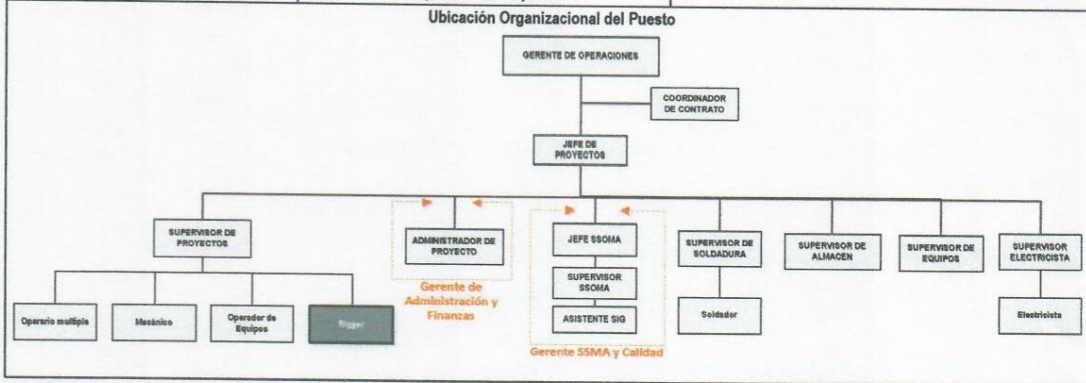 Ubicación Organizacional del Puesto
GERENTE DE OPERACIONES
COORDINADOR
DE CONTRATO
JEFE DE
PROYECTOS
SUPERVISOR DE
PROYECTOS
ADMINISTRADOR DE
PROYECTO
JEFE SSOMA
SUPERVISOR DE
SOLDADURA
SUPERVISOR DE
ALMACEN
SUPERVISOR DE
EQUIPOS
SUPERVISOR
ELECTRICISTA
SUPERVISOR
SSOMA
Gerente de
Administración y
Finanzas
Operario multiple
Mecánico
Operador de
Equipos
Rigger
ASISTENTE SIG
Soldador
Electricista
Gerente SSMA y Calidad